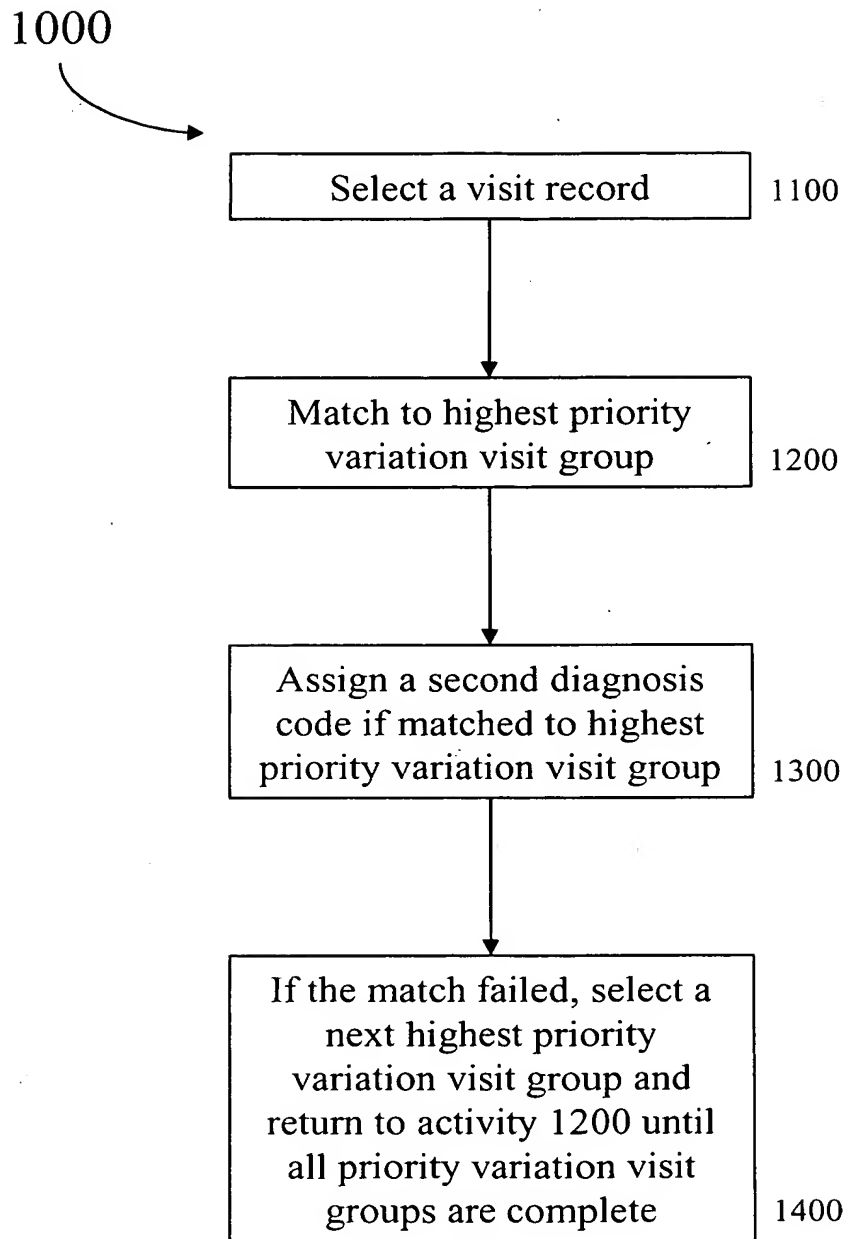 1000
Select a visit record
1100
Match to highest priority
variation visit group
1200
Assign a second diagnosis
code if matched to highest
priority variation visit group
1300
If the match failed, select a
next highest priority
variation visit group and
return to activity 1200 until
all priority variation visit
groups are complete
1400